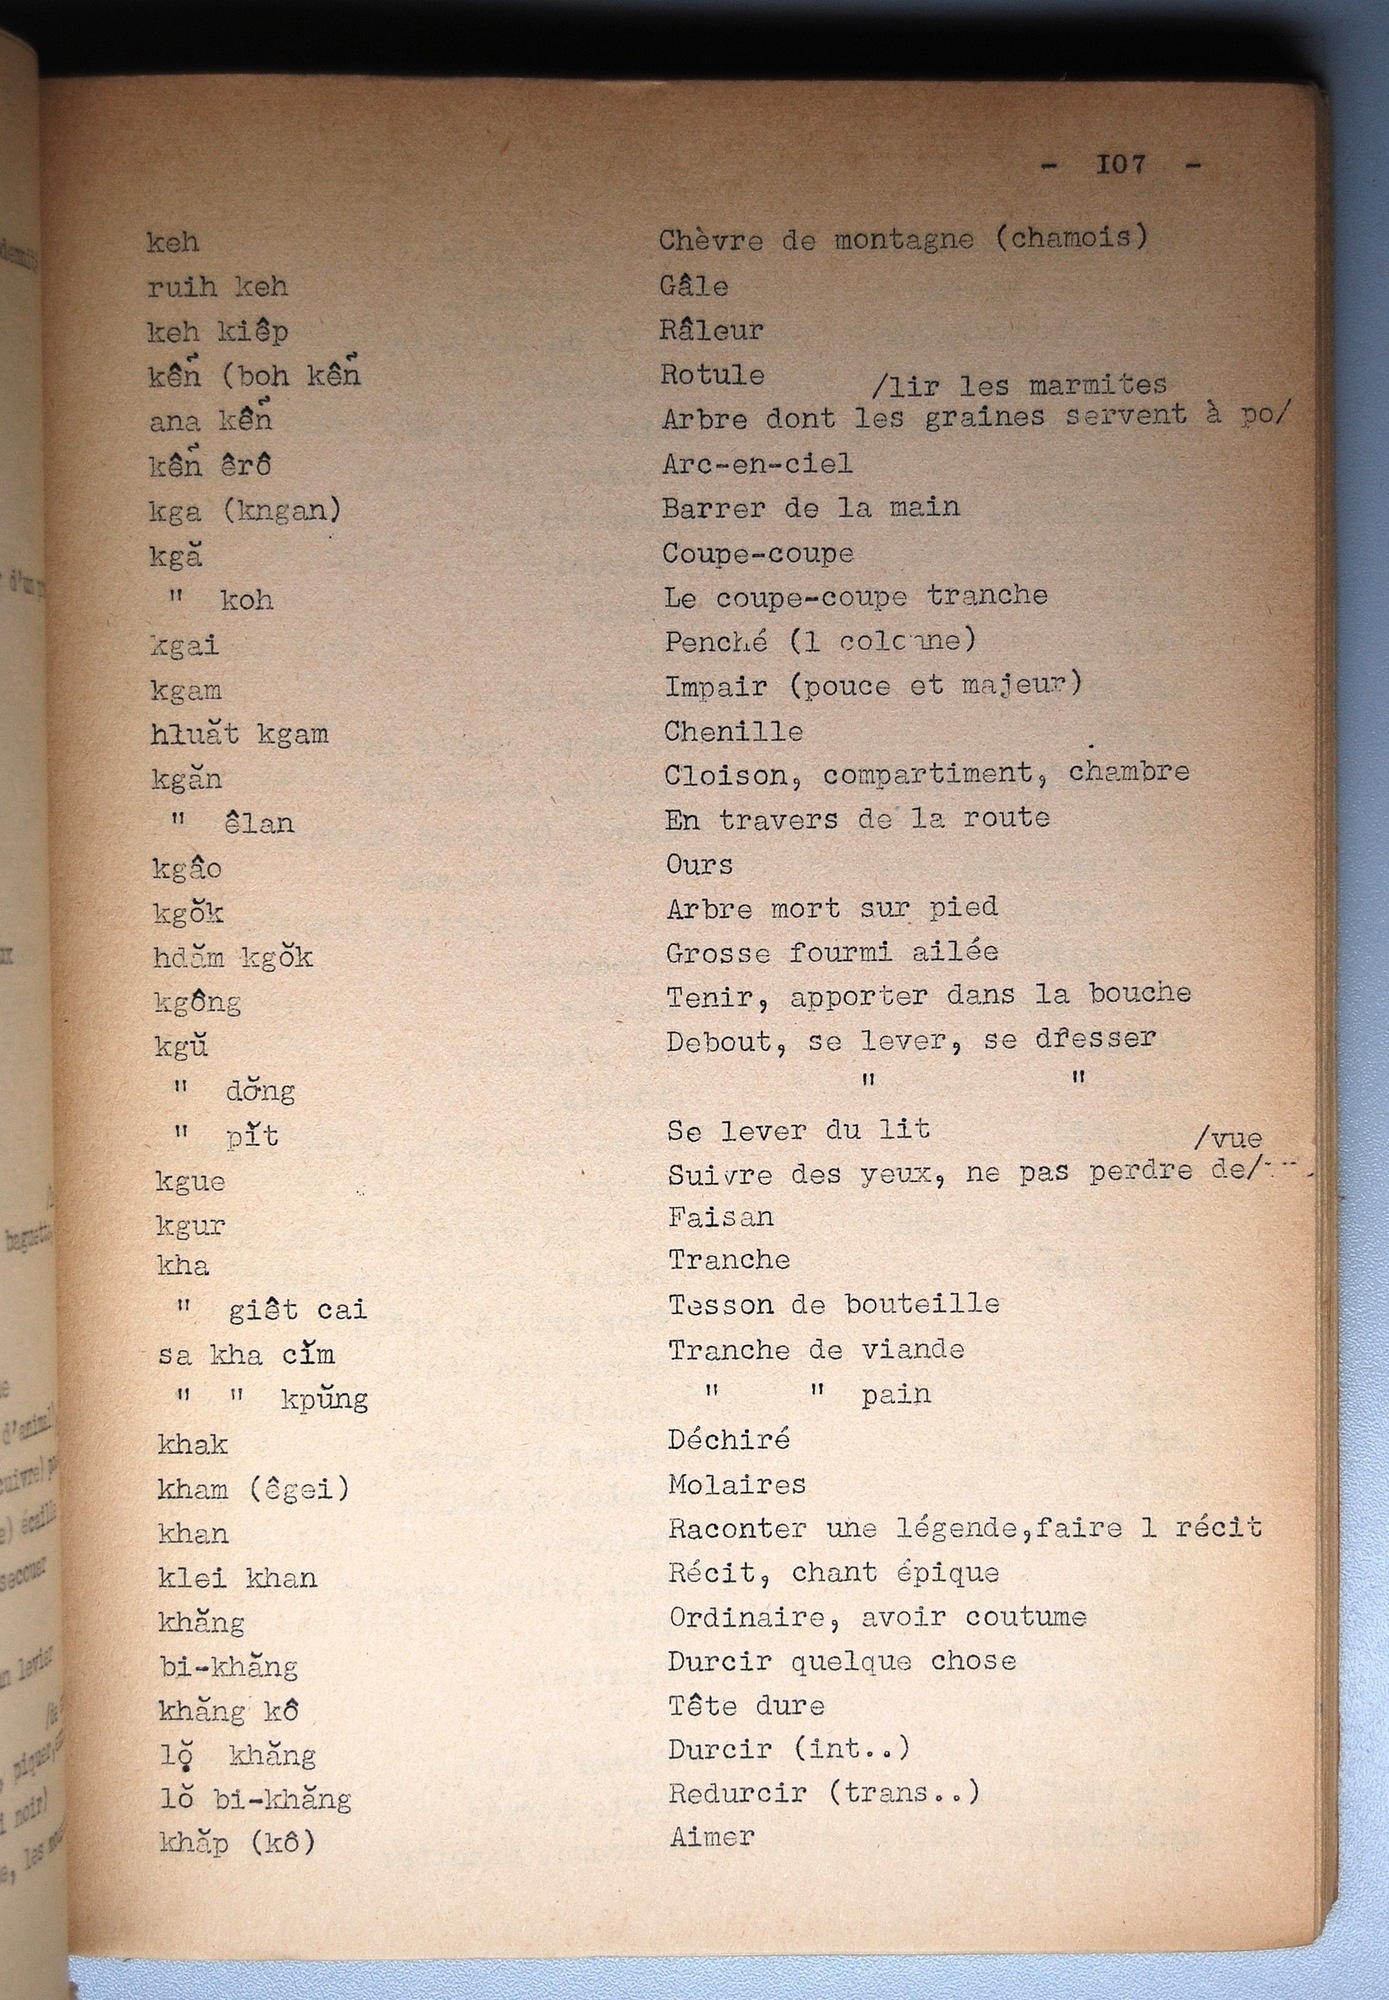 - IO7 -
keh Chèvre de montagne (chamois)
ruih keh Gâle
keh kiêp Râleur
kêñ (boh kêñ Rotule /lir les marmites
ana kêñ Arbre dont les graines servent à po/
kêñ êrô Arc-en-ciel
kga (kngan) Barrer de la main
kgă Coupe-coupe
" koh Le coupe-coupe tranche
kgai Penché (1 colonne)
kgam Impair (pouce et majeur)
hluăt kgam Chenille
kgăn Cloison, compartiment, chambre
" êlan En travers de la route
kgâo Ours
kgŏk Arbre mort sur pied
hdăm kgŏk Grosse fourmi ailée
kgông Tenir, apporter dans la bouche
kgŭ Debout, se lever, se dresser
" dơ̆ng " "
" pĭt Se lever du lit /vue
kgue Suivre des yeux, ne pas perdre de/
kgur Faisan
kha Tranche
" giêt cai Tesson de bouteille
sa kha cĭm Tranche de viande
" " kpŭng " " pain
khak Déchiré
kham (êgei) Molaires
khan Raconter une légende,faire 1 récit
klei khan Récit, chant épique
khăng Ordinaire, avoir coutume
bi-khăng Durcir quelque chose
khăng kô Tête dure
lọ̆ khăng Durcir (int..)
lŏ bi-khăng Redurcir (trans..)
khăp (kô) Aimer